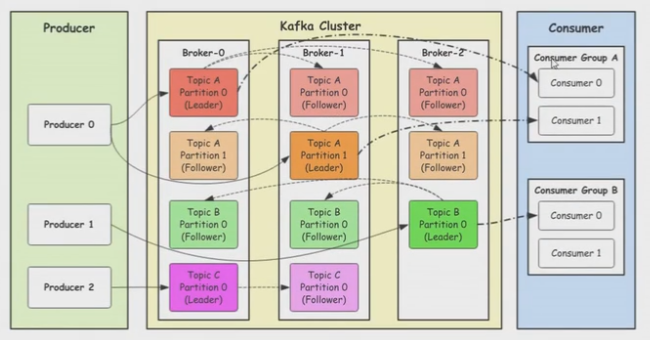 Producer
Kafka Cluster
Consumer
Broker-0
Broker-1
Broker-2
Producer 0
Producer 1
Producer 2
Topic A
Partition 0
(Leader)
Topic A
Partition 0
(Follower)
Topic A
Partition 0
(Follower)
Topic A
Partition 1
(Follower)
Topic A
Partition 1
(Leader)
Topic A
Partition 1
(Follower)
Topic B
Partition 0
(Follower)
Topic B
Partition 0
(Follower)
Topic B
Partition 0
(Leader)
Topic C
Partition 0
(Leader)
Topic C
Partition 0
(Follower)
Consumer Group A
Consumer 0
Consumer 1
Consumer Group B
Consumer 0
Consumer 1